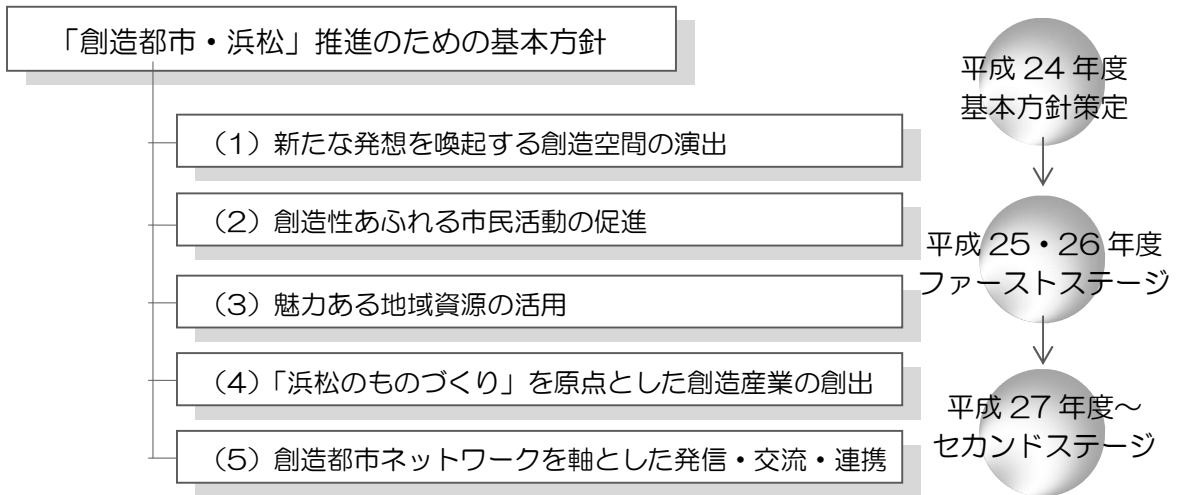 「創造都市・浜松」推進のための基本方針
（1）新たな発想を喚起する創造空間の演出
（2）創造性あふれる市民活動の促進
（3）魅力ある地域資源の活用
（4）「浜松のものづくり」を原点とした創造産業の創出
（5）創造都市ネットワークを軸とした発信・交流・連携
平成 24 年度
基本方針策定
平成 25・26 年度
ファーストステージ
平成 27 年度～
セカンドステージ